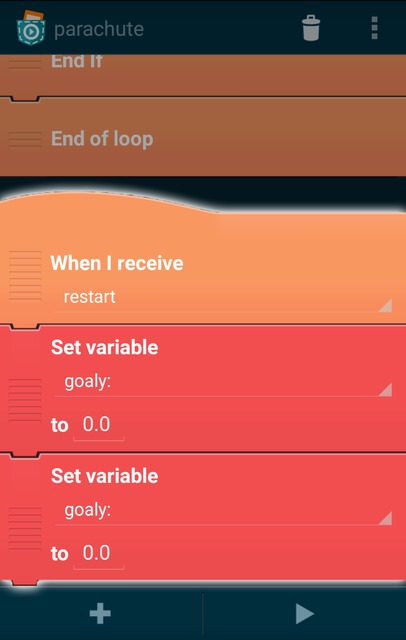 parachute
End If
End of loop
When I receive
restart
Set variable
goaly:
to 0.0
Set variable
goaly:
to 0.0